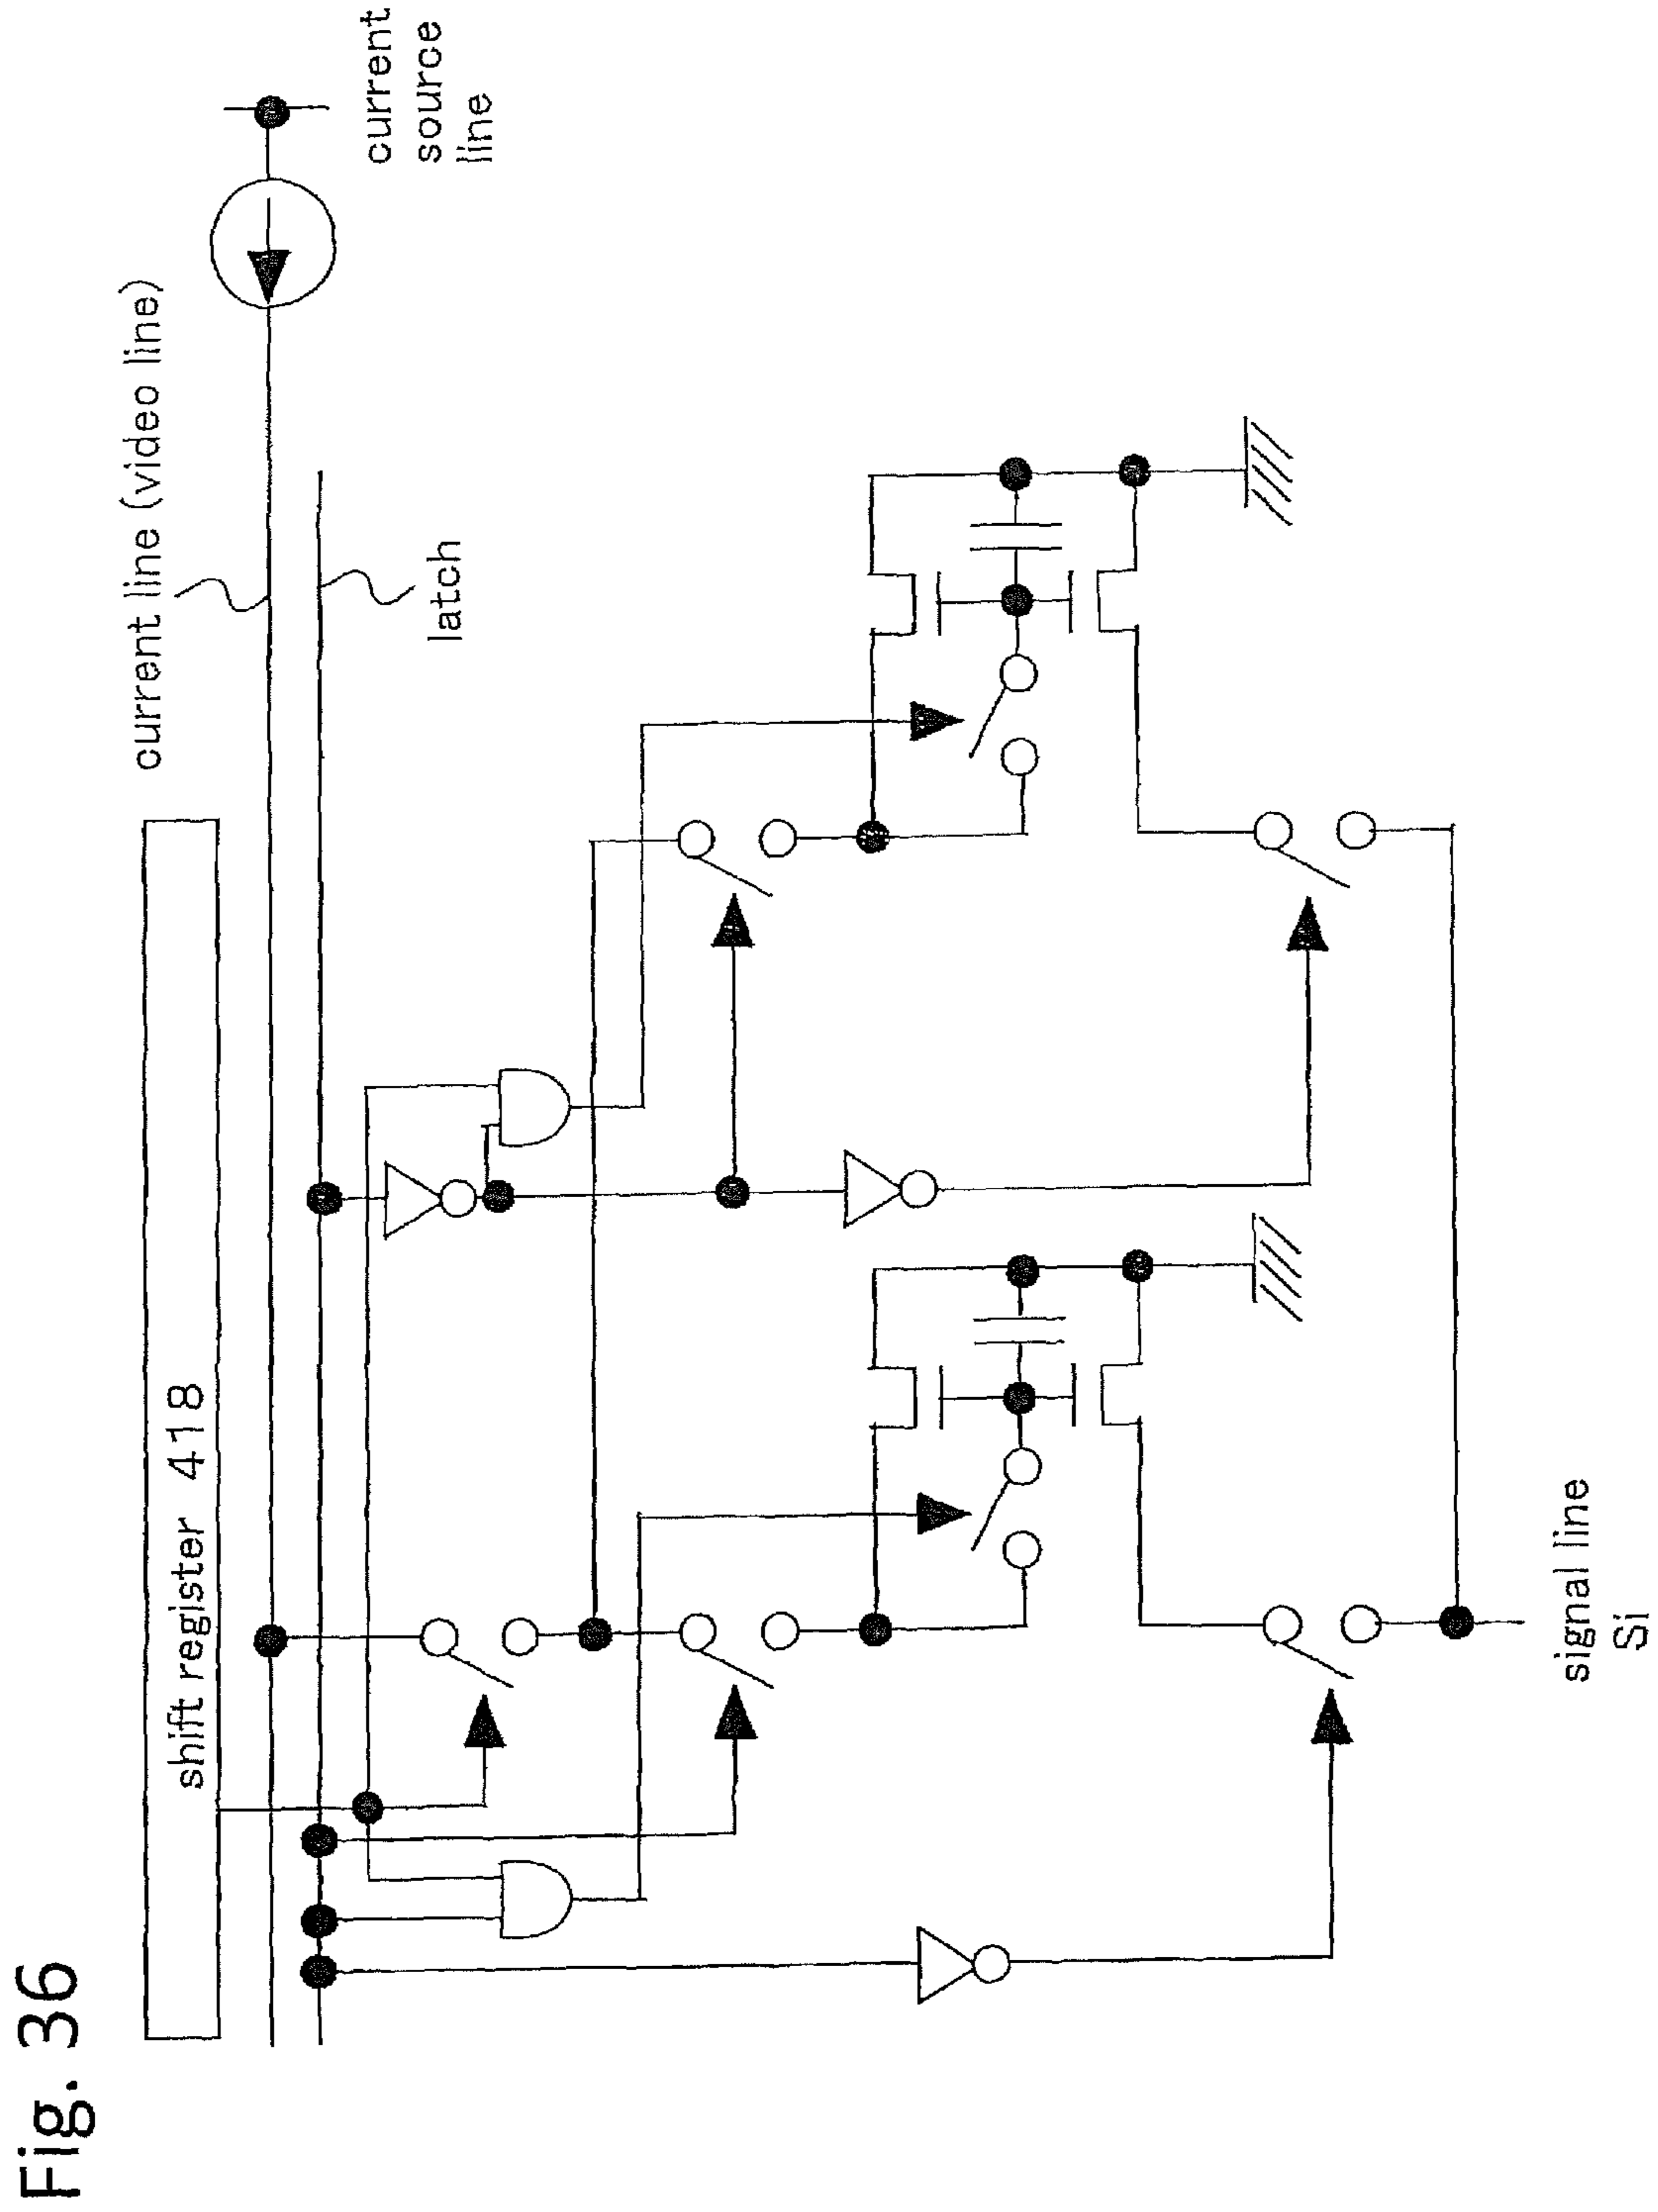 Fig. 36
shift register 418
current line (video line)
current
source
line
latch
signal line
Si